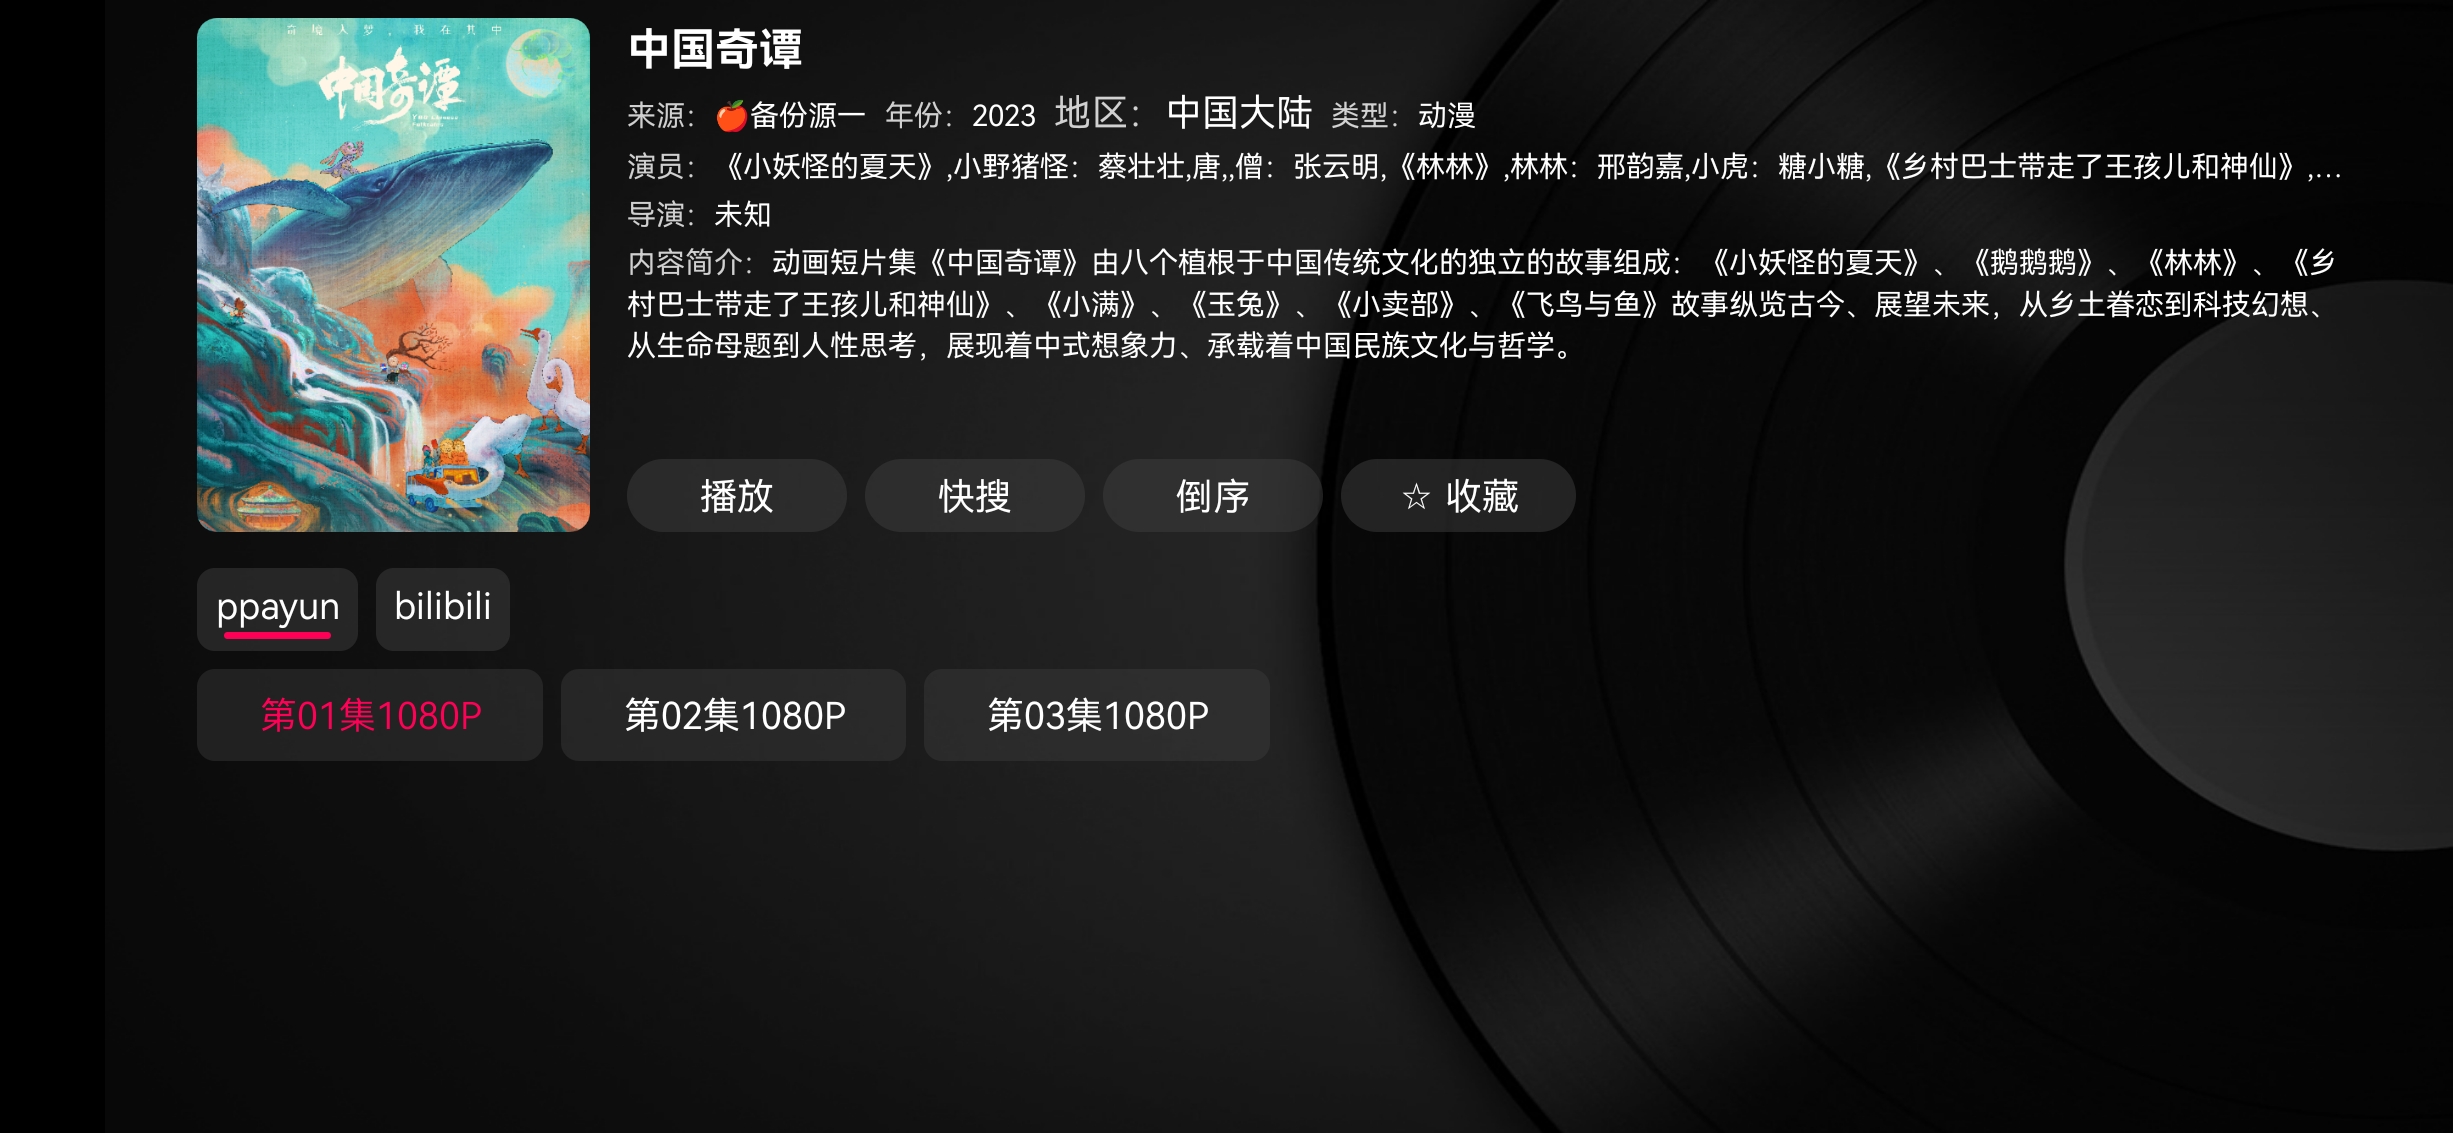 中国奇谭
中国奇谭
来源：🍎备份源一 年份：2023 地区：中国大陆 类型：动漫
演员：《小妖怪的夏天》,小野猪怪：蔡壮壮,唐,,僧：张云明,《林林》,林林：邢韵嘉,小虎：糖小糖,《乡村巴士带走了王孩儿和神仙》,...
导演：未知
内容简介：动画短片集《中国奇谭》由八个植根于中国传统文化的独立的故事组成：《小妖怪的夏天》、《鹅鹅鹅》、《林林》、《乡
村巴士带走了王孩儿和神仙》、《小满》、《玉兔》、《小卖部》、《飞鸟与鱼》故事纵览古今、展望未来，从乡土眷恋到科技幻想、
从生命母题到人性思考，展现着中式想象力、承载着中国民族文化与哲学。
播放 快搜 倒序 ☆ 收藏
ppayun bilibili
第01集1080P 第02集1080P 第03集1080P